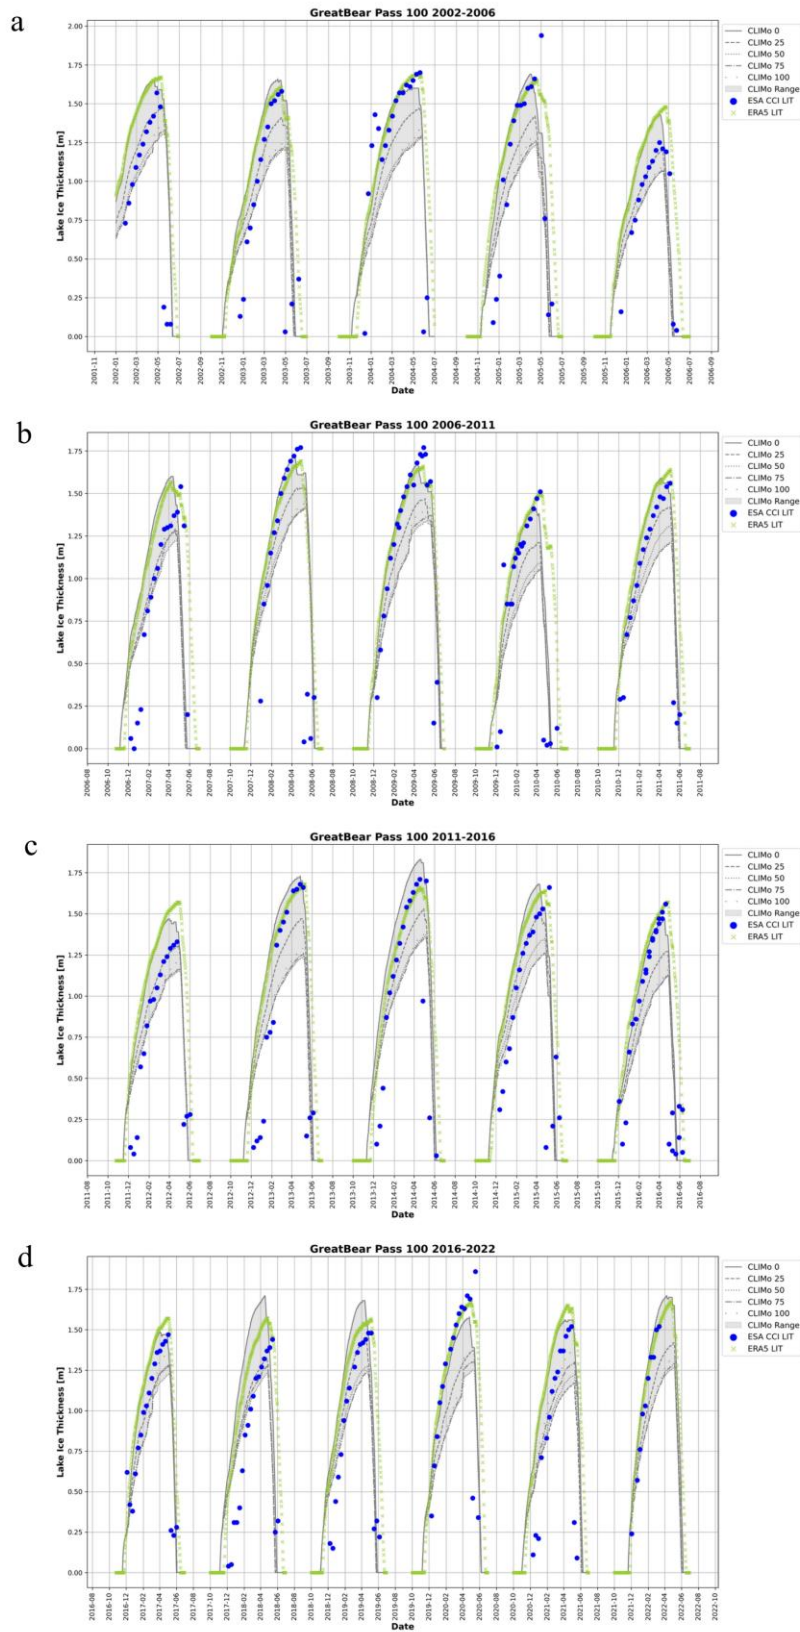 a
GreatBear Pass 100 2002-2006
2.00
1.75
1.50
1.25
1.00
0.75
0.50
0.25
0.00
Lake Ice Thickness [m]
2001-11 2002-01 2002-03 2002-05 2002-07 2002-09 2002-11 2003-01 2003-03 2003-05 2003-07 2003-09 2003-11 2004-01 2004-03 2004-05 2004-07 2004-09 2004-11 2005-01 2005-03 2005-05 2005-07 2005-09 2005-11 2006-01 2006-03 2006-05 2006-07 2006-09
Date
CLIMo 0
CLIMo 25
CLIMo 50
CLIMo 75
CLIMo 100
CLIMo Range
ESA CCI LIT
ERA5 LIT
b
GreatBear Pass 100 2006-2011
1.75
1.50
1.25
1.00
0.75
0.50
0.25
0.00
Lake Ice Thickness [m]
2006-08 2006-10 2006-12 2007-02 2007-04 2007-06 2007-08 2007-10 2007-12 2008-02 2008-04 2008-06 2008-08 2008-10 2008-12 2009-02 2009-04 2009-06 2009-08 2009-10 2009-12 2010-02 2010-04 2010-06 2010-08 2010-10 2010-12 2011-02 2011-04 2011-06 2011-08
Date
CLIMo 0
CLIMo 25
CLIMo 50
CLIMo 75
CLIMo 100
CLIMo Range
ESA CCI LIT
ERA5 LIT
c
GreatBear Pass 100 2011-2016
1.75
1.50
1.25
1.00
0.75
0.50
0.25
0.00
Lake Ice Thickness [m]
2011-08 2011-10 2011-12 2012-02 2012-04 2012-06 2012-08 2012-10 2012-12 2013-02 2013-04 2013-06 2013-08 2013-10 2013-12 2014-02 2014-04 2014-06 2014-08 2014-10 2014-12 2015-02 2015-04 2015-06 2015-08 2015-10 2015-12 2016-02 2016-04 2016-06 2016-08
Date
CLIMo 0
CLIMo 25
CLIMo 50
CLIMo 75
CLIMo 100
CLIMo Range
ESA CCI LIT
ERA5 LIT
d
GreatBear Pass 100 2016-2022
1.75
1.50
1.25
1.00
0.75
0.50
0.25
0.00
Lake Ice Thickness [m]
2016-08 2016-10 2016-12 2017-02 2017-04 2017-06 2017-08 2017-10 2017-12 2018-02 2018-04 2018-06 2018-08 2018-10 2018-12 2019-02 2019-04 2019-06 2019-08 2019-10 2019-12 2020-02 2020-04 2020-06 2020-08 2020-10 2020-12 2021-02 2021-04 2021-06 2021-08 2021-10 2021-12 2022-02 2022-04 2022-06 2022-08 2022-10
Date
CLIMo 0
CLIMo 25
CLIMo 50
CLIMo 75
CLIMo 100
CLIMo Range
ESA CCI LIT
ERA5 LIT